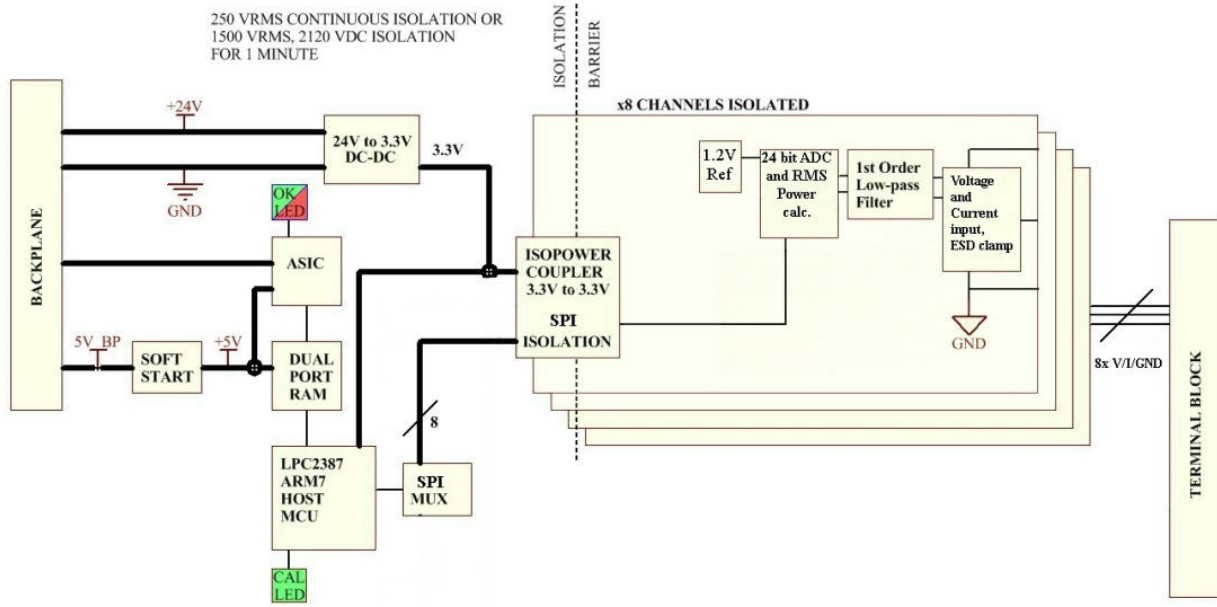 250 VRMS CONTINUOUS ISOLATION OR
1500 VRMS, 2120 VDC ISOLATION
FOR 1 MINUTE
ISOLATION
BARRIER
x8 CHANNELS ISOLATED
BACKPLANE
+24V
GND
24V to 3.3V
DC-DC
3.3V
OK
LED
ASIC
5V_BP
SOFT
START
+5V
DUAL
PORT
RAM
LPC2387
ARM7
HOST
MCU
CAL
LED
SPI
MUX
8
ISOPOWER
COUPLER
3.3V to 3.3V
SPI
ISOLATION
1.2V
Ref
24 bit ADC
and RMS
Power
calc.
1st Order
Low-pass
Filter
Voltage
and
Current
input,
ESD clamp
GND
8x V/I/GND
TERMINAL BLOCK